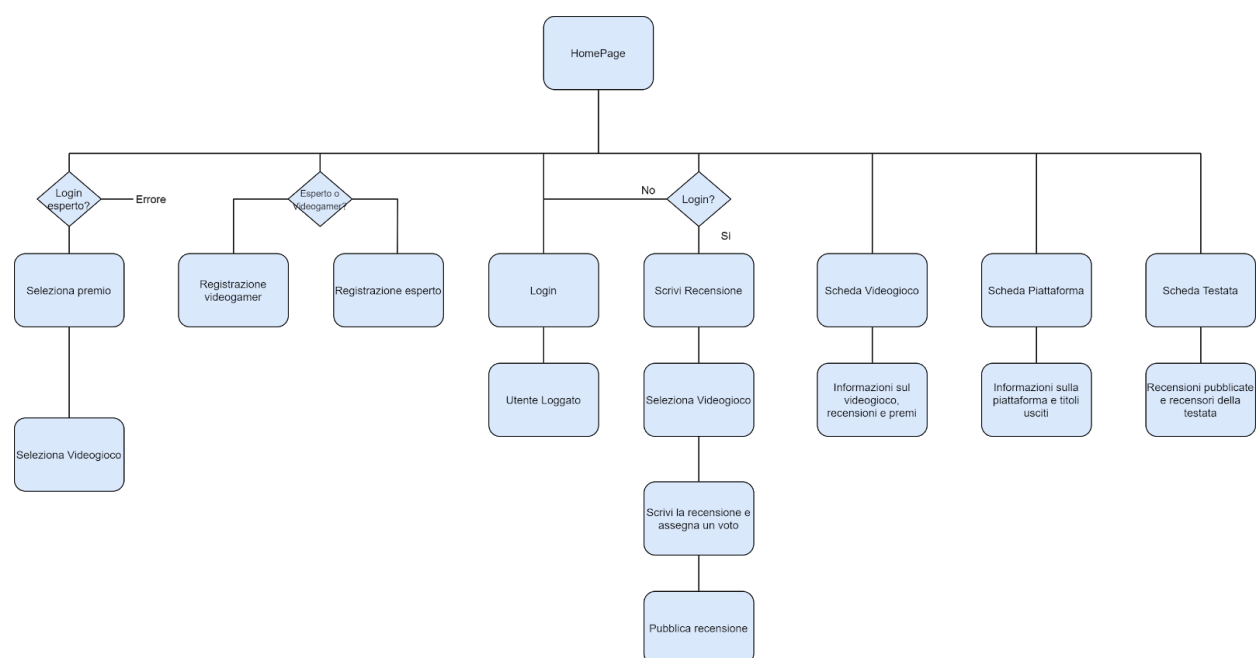 HomePage
Login
esperto?
Errore
Esperto o
Videogamer?
No
Login?
Si
Seleziona premio
Registrazione
videogamer
Registrazione esperto
Login
Scrivi Recensione
Scheda Videogioco
Scheda Piattaforma
Scheda Testata
Utente Loggato
Seleziona Videogioco
Informazioni sul
videogioco,
recensioni e premi
Informazioni sulla
piattaforma e titoli
usciti
Recensioni pubblicate
e recensori della
testata
Seleziona Videogioco
Scrivi la recensione e
assegna un voto
Pubblica recensione